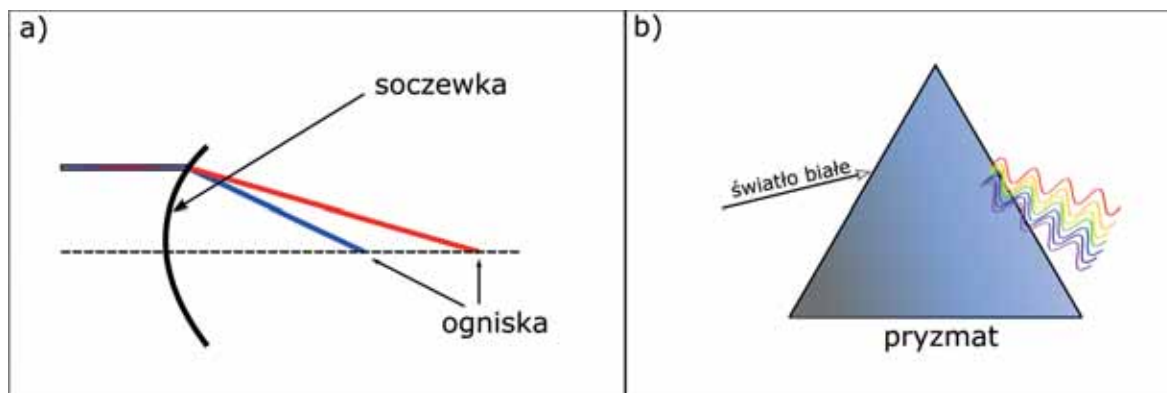 a)
soczewka
ogniska
b)
światło białe
pryzmat